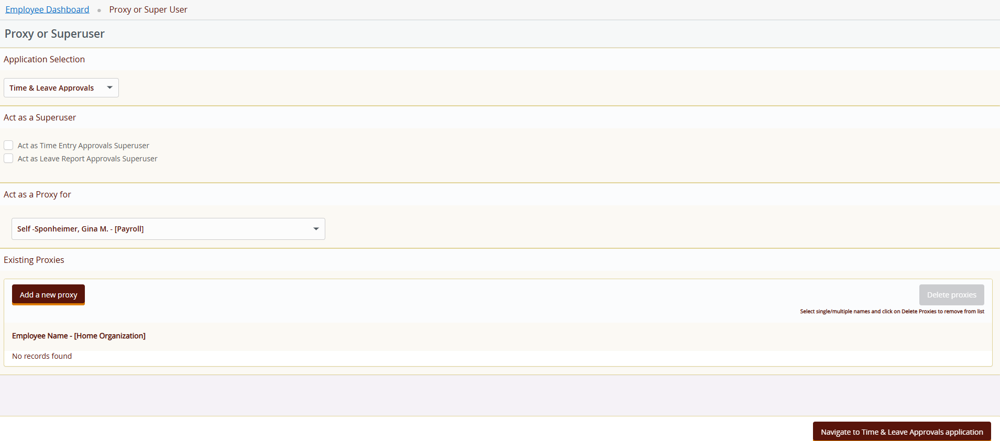 Employee Dashboard • Proxy or Super User
Proxy or Superuser
Application Selection
Time & Leave Approvals
Act as a Superuser
Act as Time Entry Approvals Superuser
Act as Leave Report Approvals Superuser
Act as a Proxy for
Self -Sponheimer, Gina M. - [Payroll]
Existing Proxies
Add a new proxy
Delete proxies
Select single/multiple names and click on Delete Proxies to remove from list
Employee Name - [Home Organization]
No records found
Navigate to Time & Leave Approvals application